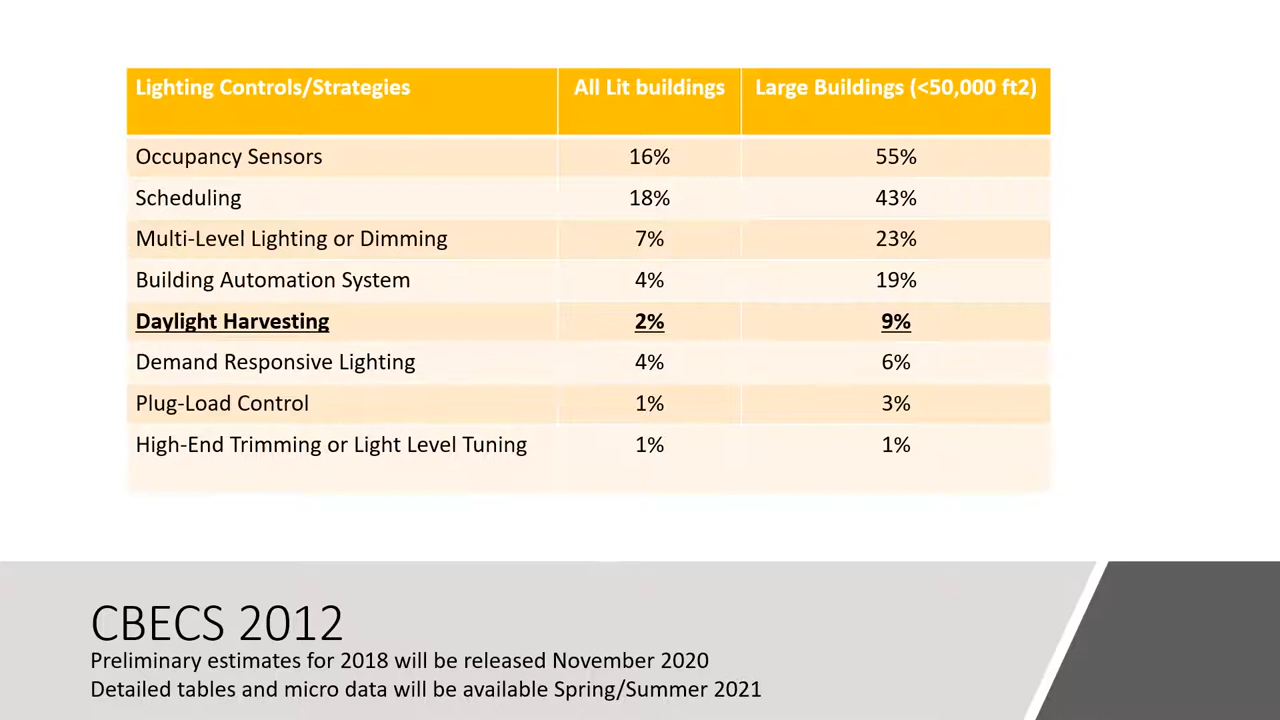 Lighting Controls/Strategies All Lit buildings Large Buildings (<50,000 ft2)
Occupancy Sensors 16% 55%
Scheduling 18% 43%
Multi-Level Lighting or Dimming 7% 23%
Building Automation System 4% 19%
Daylight Harvesting 2% 9%
Demand Responsive Lighting 4% 6%
Plug-Load Control 1% 3%
High-End Trimming or Light Level Tuning 1% 1%
CBECS 2012
Preliminary estimates for 2018 will be released November 2020
Detailed tables and micro data will be available Spring/Summer 2021